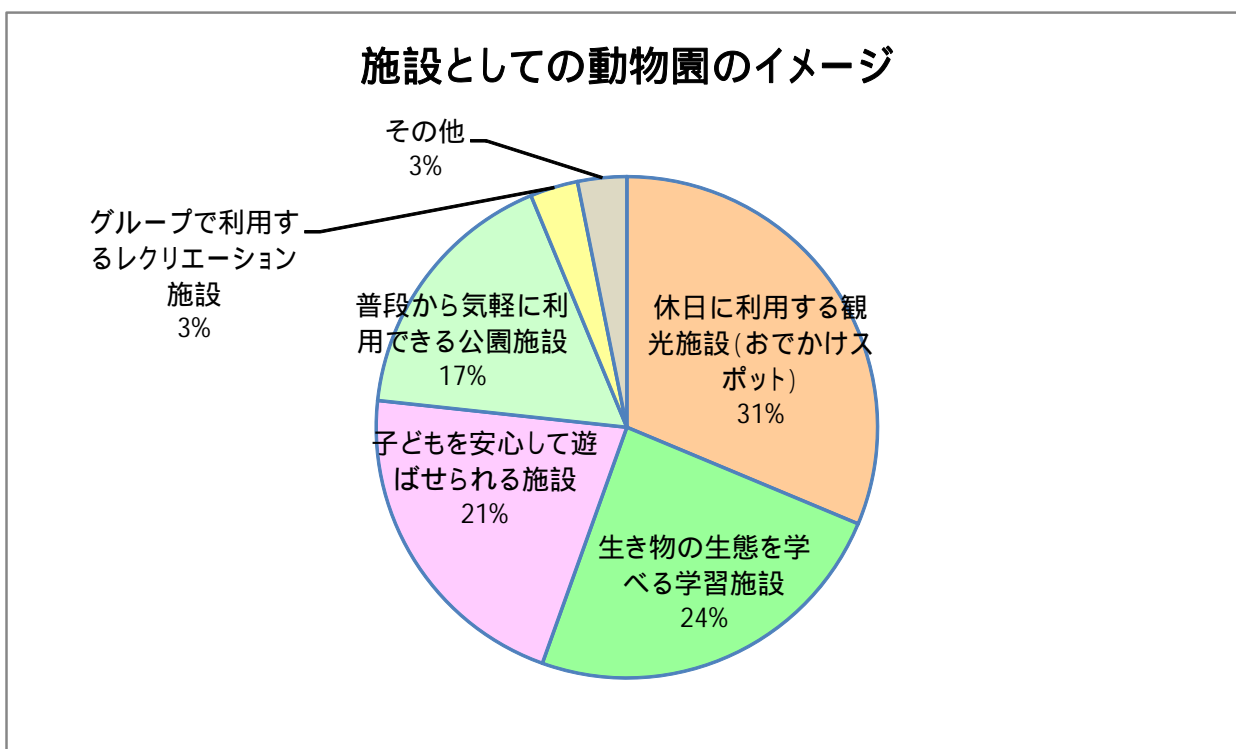 施設としての動物園のイメージ
その他
3%
グループで利用す
るレクリエーション
施設
3%
普段から気軽に利
用できる公園施設
17%
休日に利用する観
光施設(おでかけス
ポット)
31%
子どもを安心して遊
ばせられる施設
21%
生き物の生態を学
べる学習施設
24%